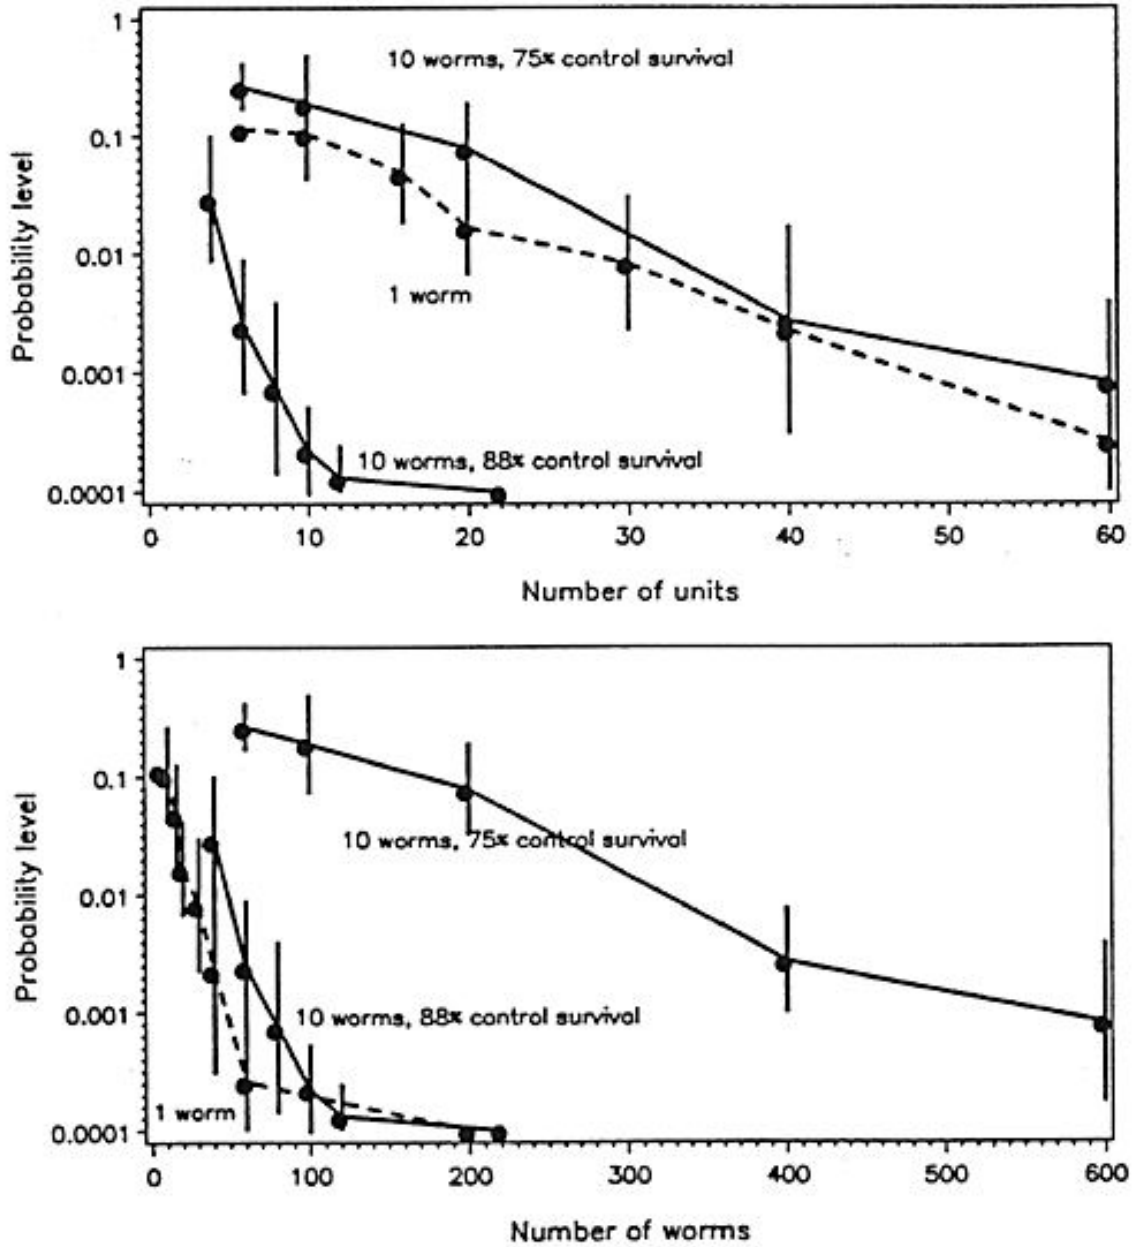 1
10 worms, 75% control survival
0.1
Probability level
0.01
1 worm
0.001
10 worms, 88% control survival
0.0001
0 10 20 30 40 50 60
Number of units
1
0.1
10 worms, 75% control survival
Probability level
0.01
0.001
10 worms, 88% control survival
1 worm
0.0001
0 100 200 300 400 500 600
Number of worms